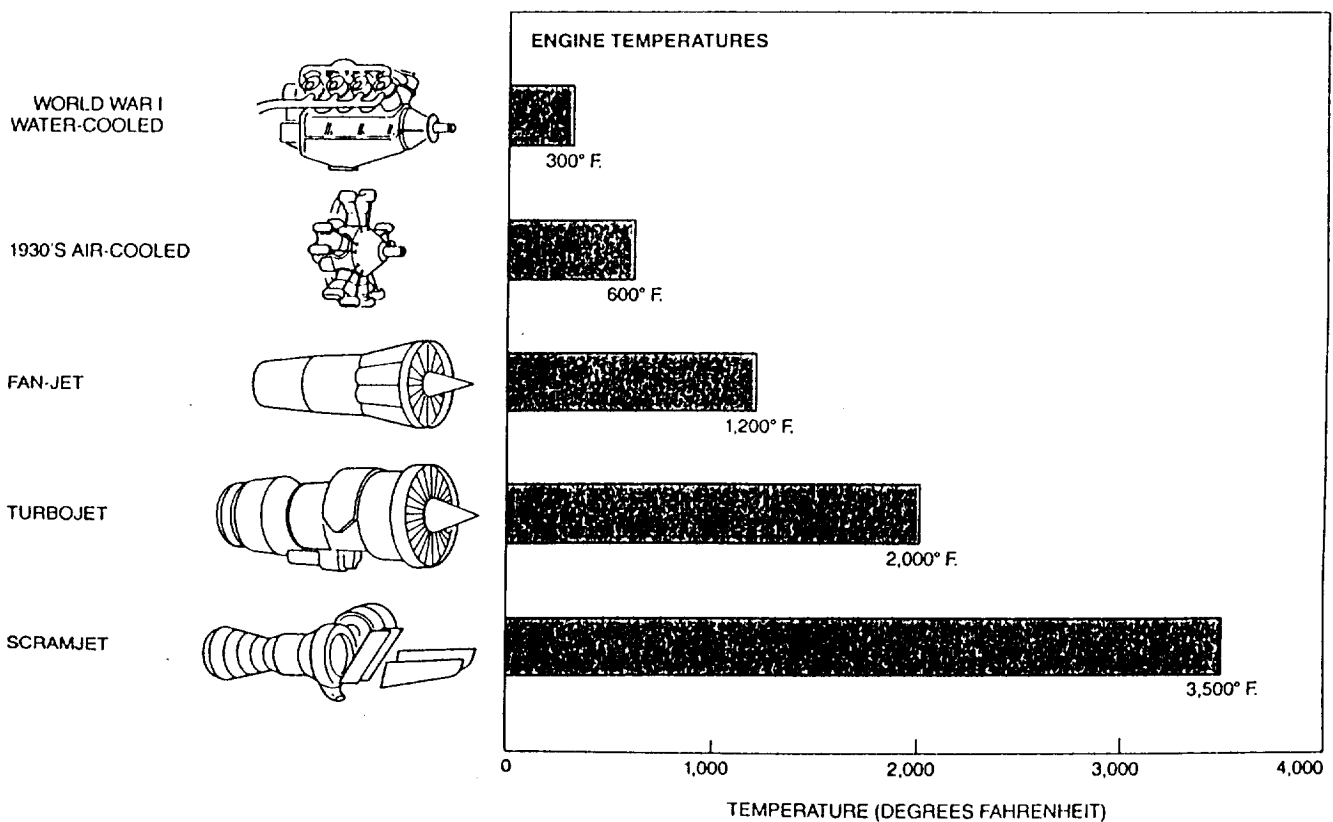 ENGINE TEMPERATURES
WORLD WAR I
WATER-COOLED
300° F.
1930'S AIR-COOLED
600° F.
FAN-JET
1,200° F.
TURBOJET
2,000° F.
SCRAMJET
3,500° F.
0 1,000 2,000 3,000 4,000
TEMPERATURE (DEGREES FAHRENHEIT)